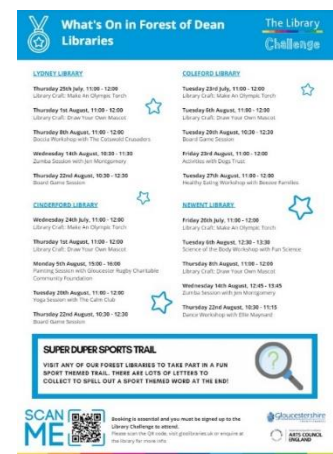 What's On in Forest of Dean
Libraries
The Library
Challenge
LYDNEY LIBRARY
Thursday 25th July, 11:00 - 12:00
Library Craft: Make An Olympic Torch
Thursday 1st August, 11:00 - 12:00
Library Craft: Draw Your Own Mascot
Thursday 8th August, 11:00 - 12:00
Boccia Workshop with The Cotswold Crusaders
Wednesday 14th August, 10:30 - 11:30
Zumba Session with Jen Montgomery
Thursday 22nd August, 10:30 - 12:30
Board Game Session
CINDERFORD LIBRARY
Wednesday 24th July, 11:00 - 12:00
Library Craft: Make An Olympic Torch
Thursday 1st August, 11:00 - 12:00
Library Craft: Draw Your Own Mascot
Monday 5th August, 15:00 - 16:00
Painting Session with Gloucester Rugby Charitable
Community Foundation
Tuesday 20th August, 11:00 - 12:00
Yoga Session with The Calm Club
Thursday 22nd August, 10:30 - 12:30
Board Game Session
COLEFORD LIBRARY
Tuesday 23rd July, 11:00 - 12:00
Library Craft: Make An Olympic Torch
Tuesday 6th August, 11:00 - 12:00
Library Craft: Draw Your Own Mascot
Tuesday 20th August, 10:30 - 12:30
Board Game Session
Friday 23rd August, 11:00 - 12:00
Activities with Dogs Trust
Tuesday 27th August, 11:00 - 12:00
Healthy Eating Workshop with Families
NEWENT LIBRARY
Friday 26th July, 11:00 - 12:00
Library Craft: Make An Olympic Torch
Tuesday 6th August, 12:30 - 13:30
Science of the Body Workshop with Fun Science
Thursday 8th August, 11:00 - 12:00
Library Craft: Draw Your Own Mascot
Wednesday 14th August, 12:45 - 13:45
Zumba Session with Jen Montgomery
Thursday 22nd August, 10:30 - 11:15
Dance Workshop with Ellie Maynard
SUPER DUPER SPORTS TRAIL
VISIT ANY OF OUR FOREST LIBRARIES TO TAKE PART IN A FUN
SPORT THEMED TRAIL. THERE ARE LOTS OF LETTERS TO
COLLECT TO SPELL OUT A SPORT THEMED WORD AT THE END!
SCAN
ME
Booking is essential and you must be signed up to the
Library Challenge to attend.
Please scan the QR code, visit gloslibraries.uk or enquire at
the library for more info.
Gloucestershire
ARTS COUNCIL
ENGLAND